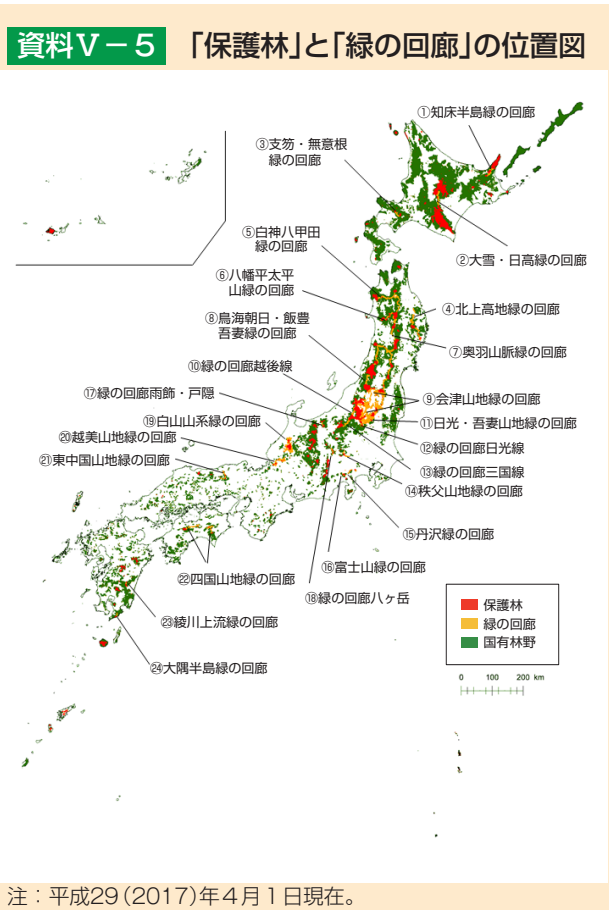 資料Ⅴ－５ 「保護林」と「緑の回廊」の位置図
①知床半島緑の回廊
③支笏・無意根
緑の回廊
②大雪・日高緑の回廊
⑤白神八甲田
緑の回廊
⑥八幡平太平
山緑の回廊
④北上高地緑の回廊
⑧鳥海朝日・飯豊
吾妻緑の回廊
⑦奥羽山脈緑の回廊
⑩緑の回廊越後線
⑰緑の回廊雨飾・戸隠
⑨会津山地緑の回廊
⑲白山山系緑の回廊
⑪日光・吾妻山地緑の回廊
⑳越美山地緑の回廊
⑫緑の回廊日光線
㉑東中国山地緑の回廊
⑬緑の回廊三国線
⑭秩父山地緑の回廊
⑮丹沢緑の回廊
⑯富士山緑の回廊
㉒四国山地緑の回廊
⑱緑の回廊八ヶ岳
㉓綾川上流緑の回廊
㉔大隅半島緑の回廊
保護林
緑の回廊
国有林野
0 100 200 km
注：平成29（2017）年４月１日現在。